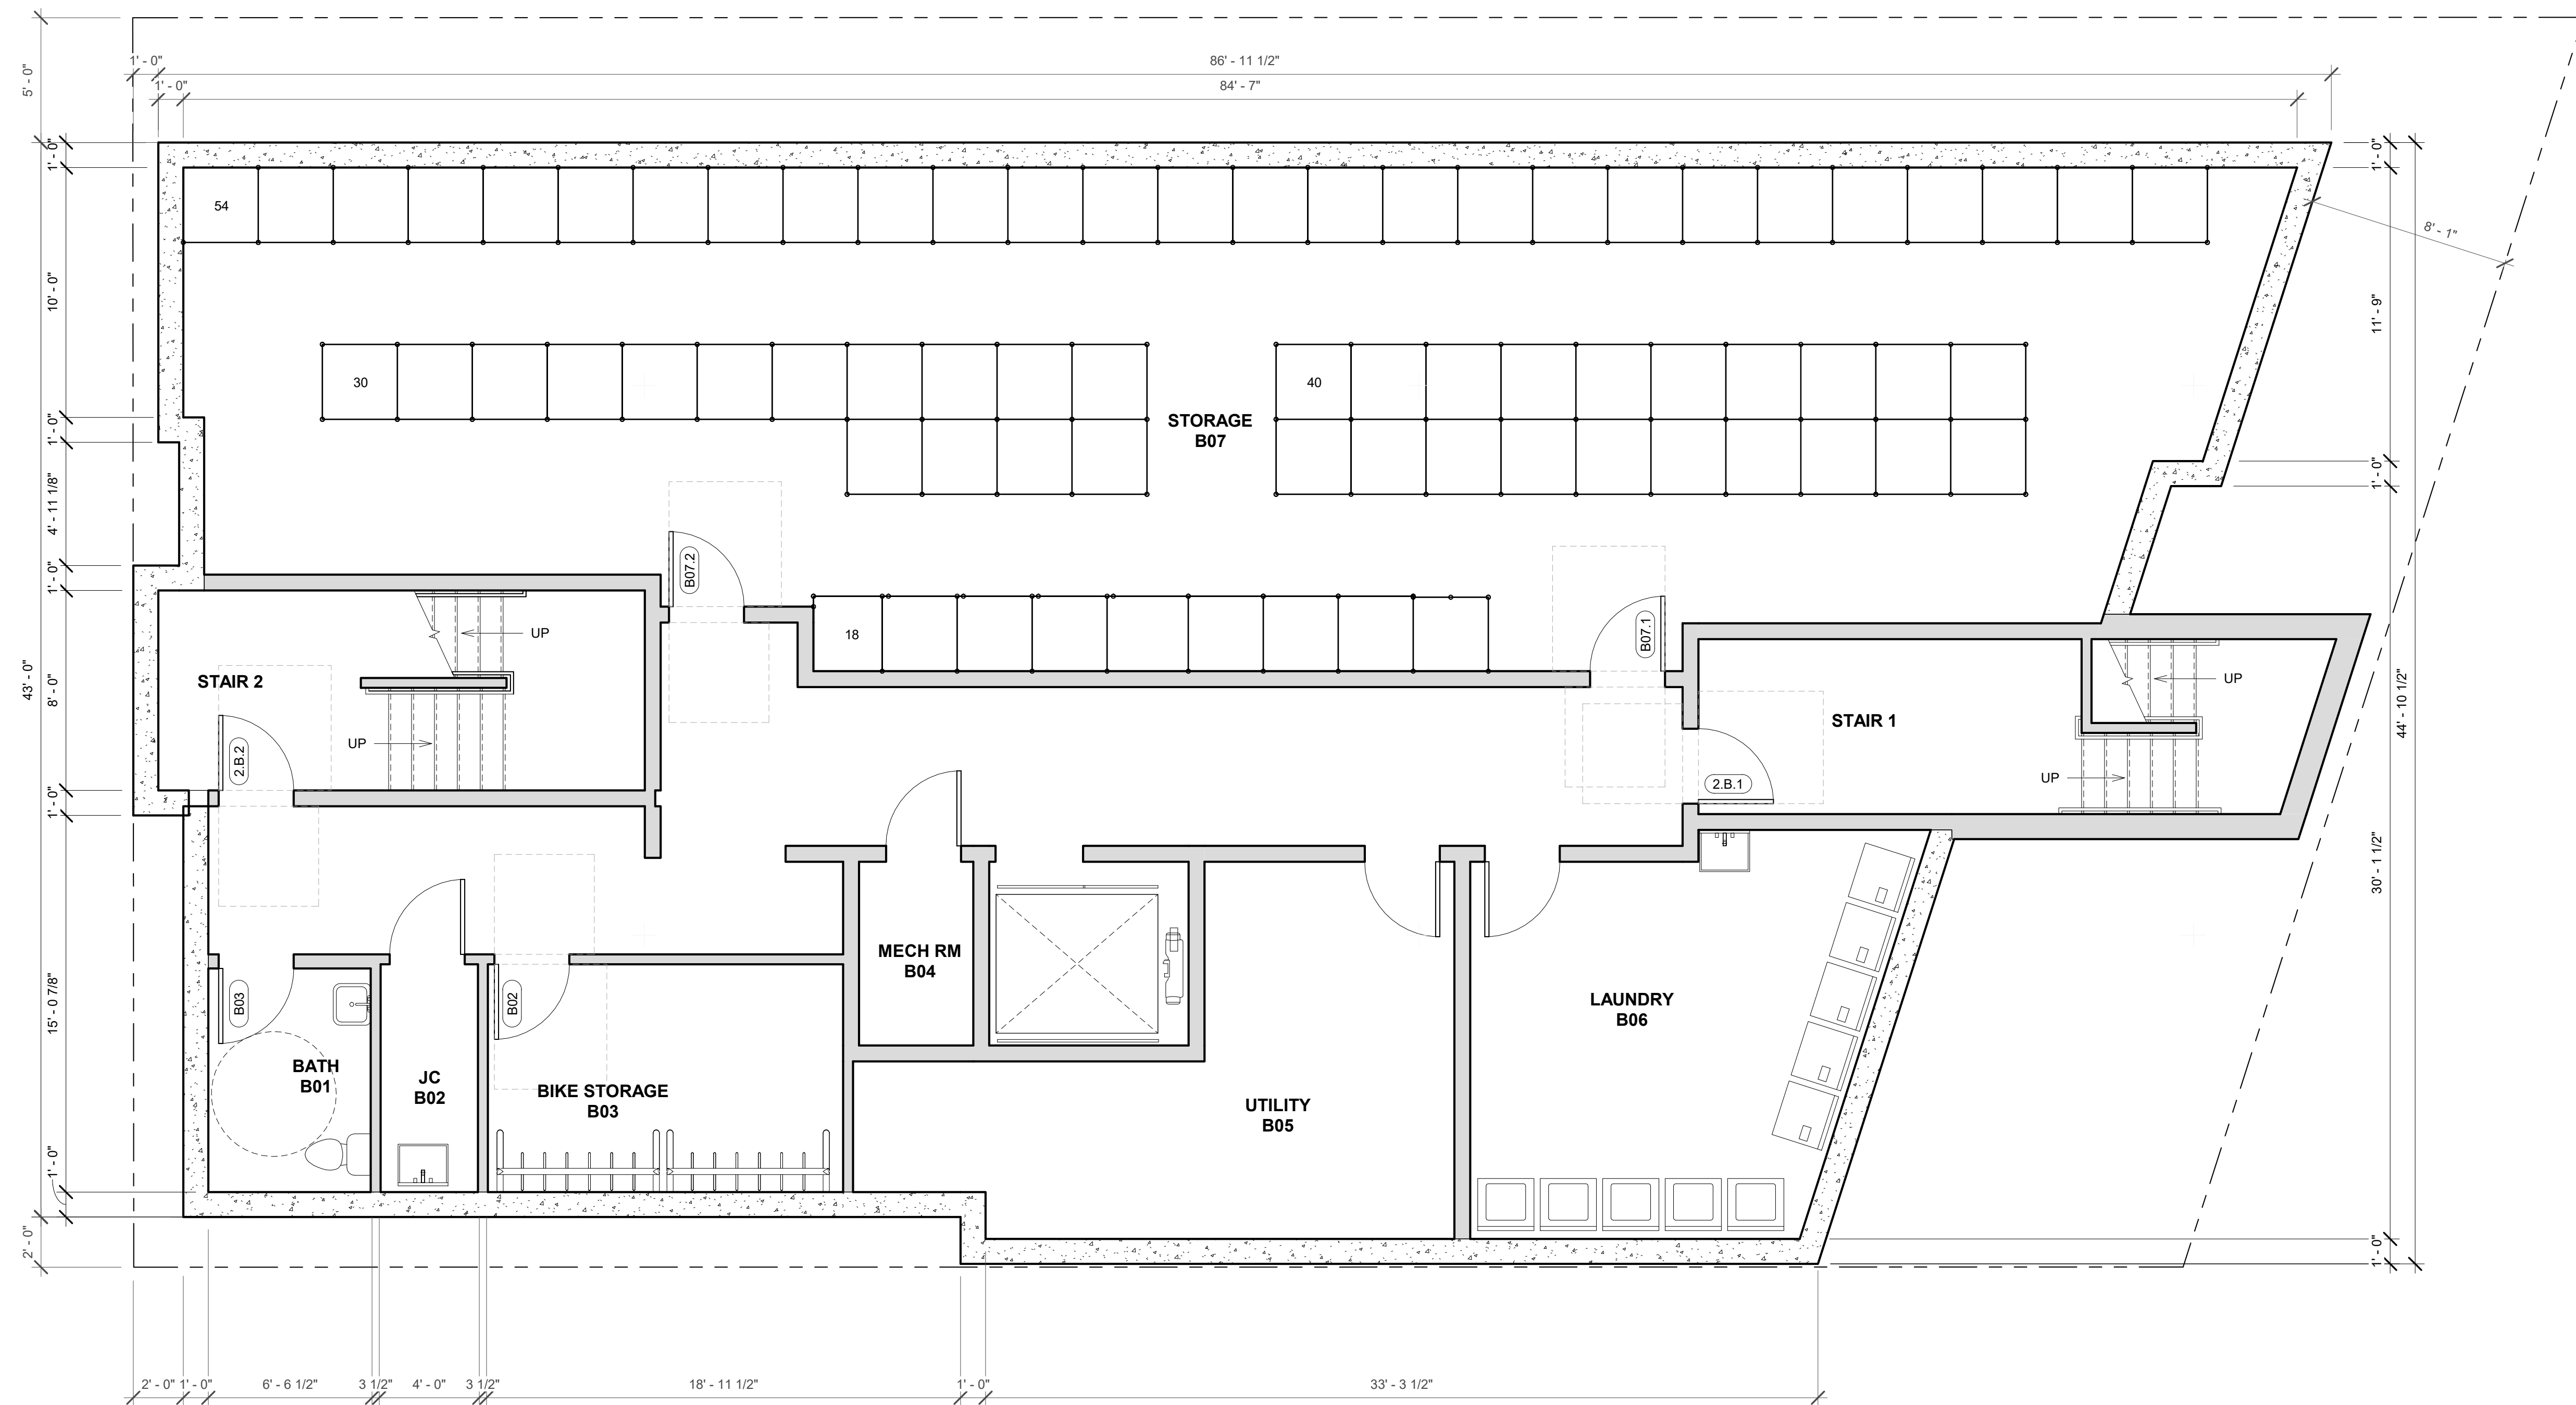 1' - 0"
86' - 11 1/2"
1' - 0"
84' - 7"
5' - 0"
1' - 0"
10' - 0"
1' - 0"
4' - 11 1/8"
1' - 0"
8' - 0"
43' - 0"
1' - 0"
15' - 0 7/8"
1' - 0"
2' - 0"
54
30
40
STORAGE
B07
B07.2
18
B07.1
UP
STAIR 2
UP
2.B.2
STAIR 1
UP
UP
2.B.1
MECH RM
B04
B03
BATH
B01
JC
B02
B02
BIKE STORAGE
B03
UTILITY
B05
LAUNDRY
B06
1' - 0"
8' - 1"
11' - 9"
1' - 0"
44' - 10 1/2"
30' - 1 1/2"
1' - 0"
2' - 0" 1' - 0" 6' - 6 1/2" 3 1/2" 4' - 0" 3 1/2" 18' - 11 1/2" 1' - 0" 33' - 3 1/2"